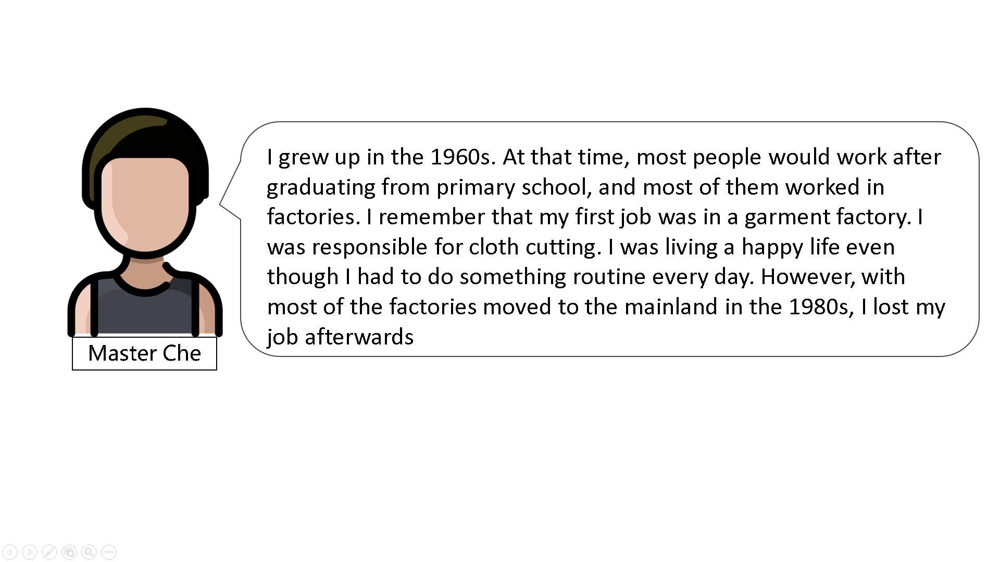 I grew up in the 1960s. At that time, most people would work after
graduating from primary school, and most of them worked in
factories. I remember that my first job was in a garment factory. I
was responsible for cloth cutting. I was living a happy life even
though I had to do something routine every day. However, with
most of the factories moved to the mainland in the 1980s, I lost my
job afterwards
Master Che